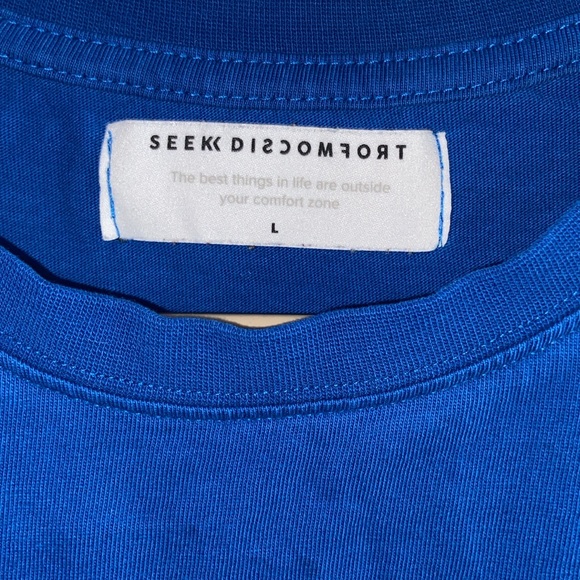 SEEK DISCOMFORT
The best things in life are outside
your comfort zone
L